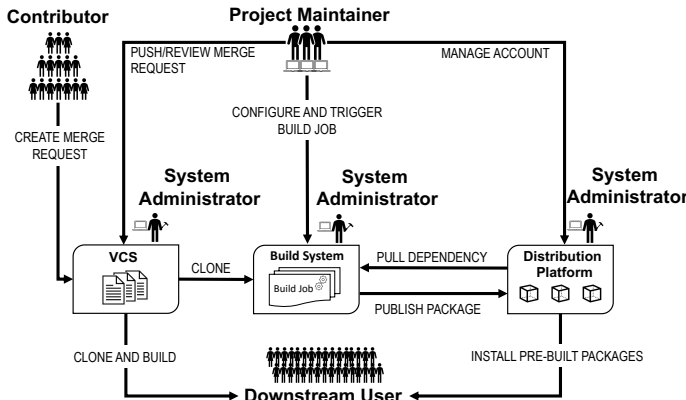 Contributor
Project Maintainer
PUSH/REVIEW MERGE
REQUEST
MANAGE ACCOUNT
CONFIGURE AND TRIGGER
BUILD JOB
CREATE MERGE
REQUEST
System
Administrator
System
Administrator
System
Administrator
VCS
CLONE
Build System
Build Job
PULL DEPENDENCY
PUBLISH PACKAGE
Distribution
Platform
CLONE AND BUILD
INSTALL PRE-BUILT PACKAGES
Downstream User